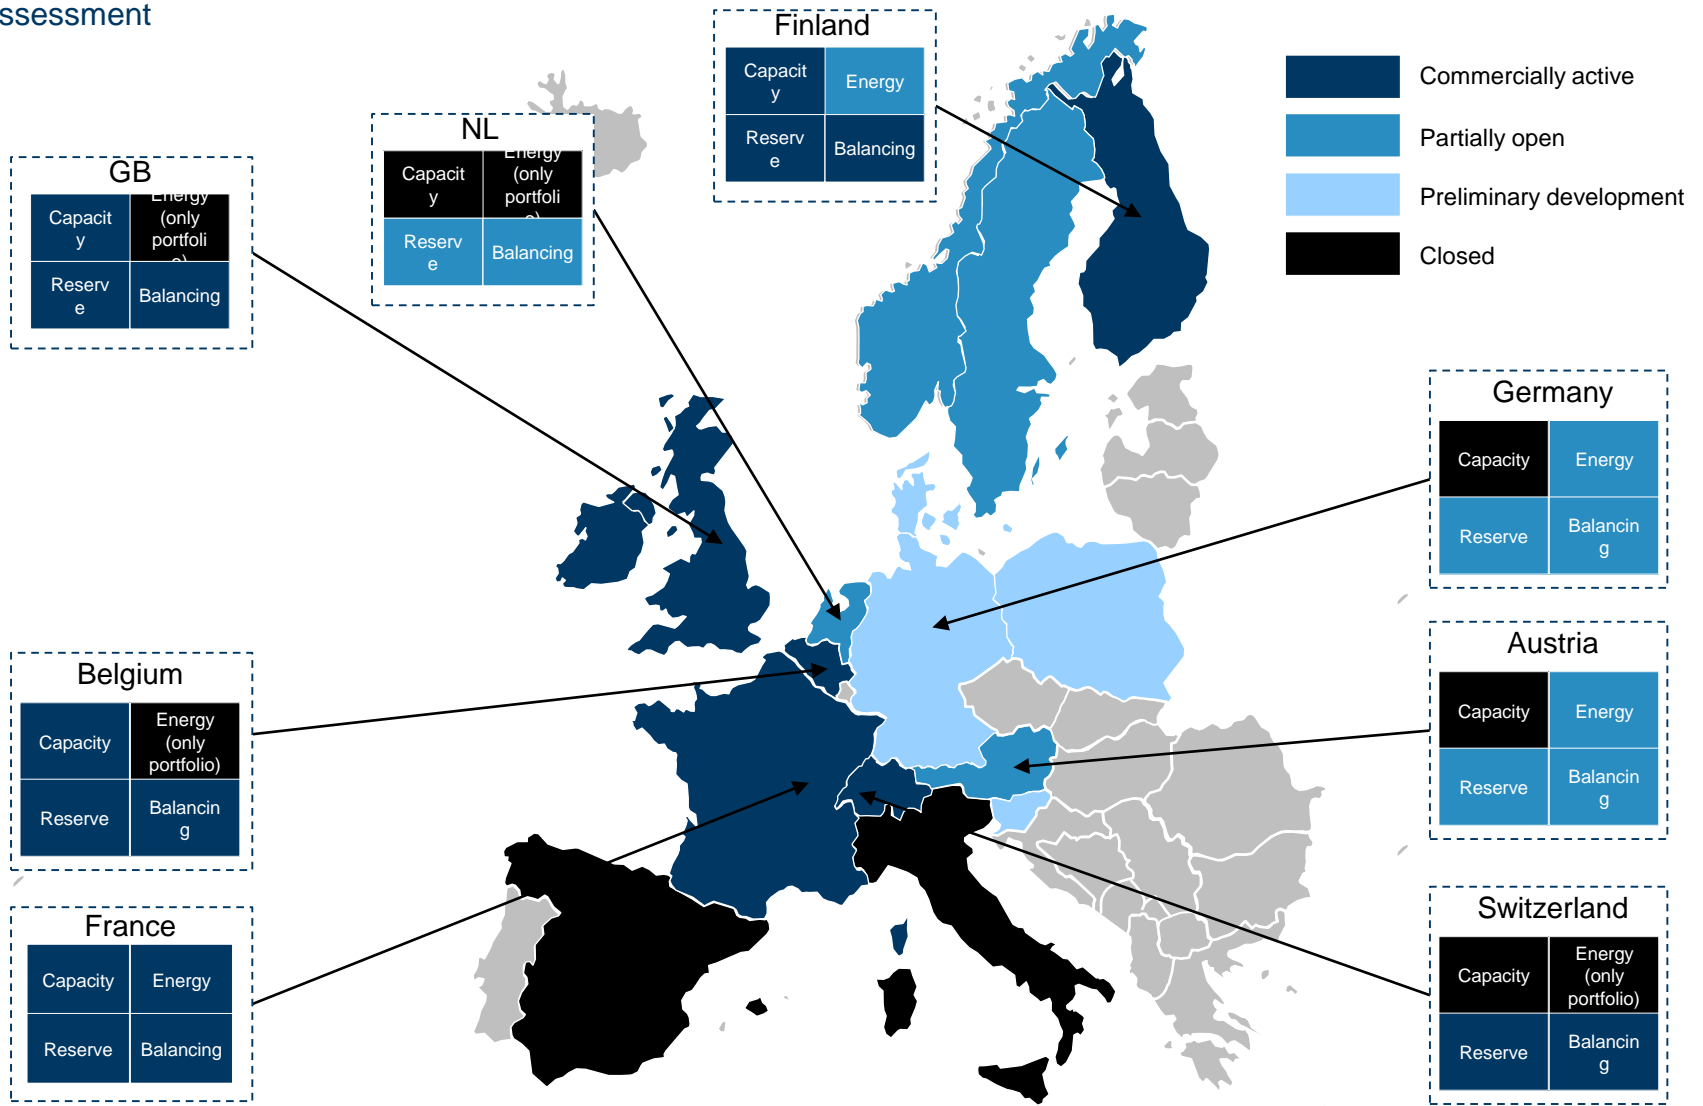 ssessment
Finland
Capacit
y
Energy
Reserv
e
Balancing
Commercially active
Partially open
Preliminary development
Closed
NL
Capacit
y
Energy
(only
portfoli
o)
Reserv
e
Balancing
GB
Capacit
y
Energy
(only
portfoli
o)
Reserv
e
Balancing
Germany
Capacity
Energy
Reserve
Balancin
g
Belgium
Capacity
Energy
(only
portfolio)
Reserve
Balancin
g
Austria
Capacity
Energy
Reserve
Balancin
g
France
Capacity
Energy
Reserve
Balancing
Switzerland
Capacity
Energy
(only
portfolio)
Reserve
Balancin
g